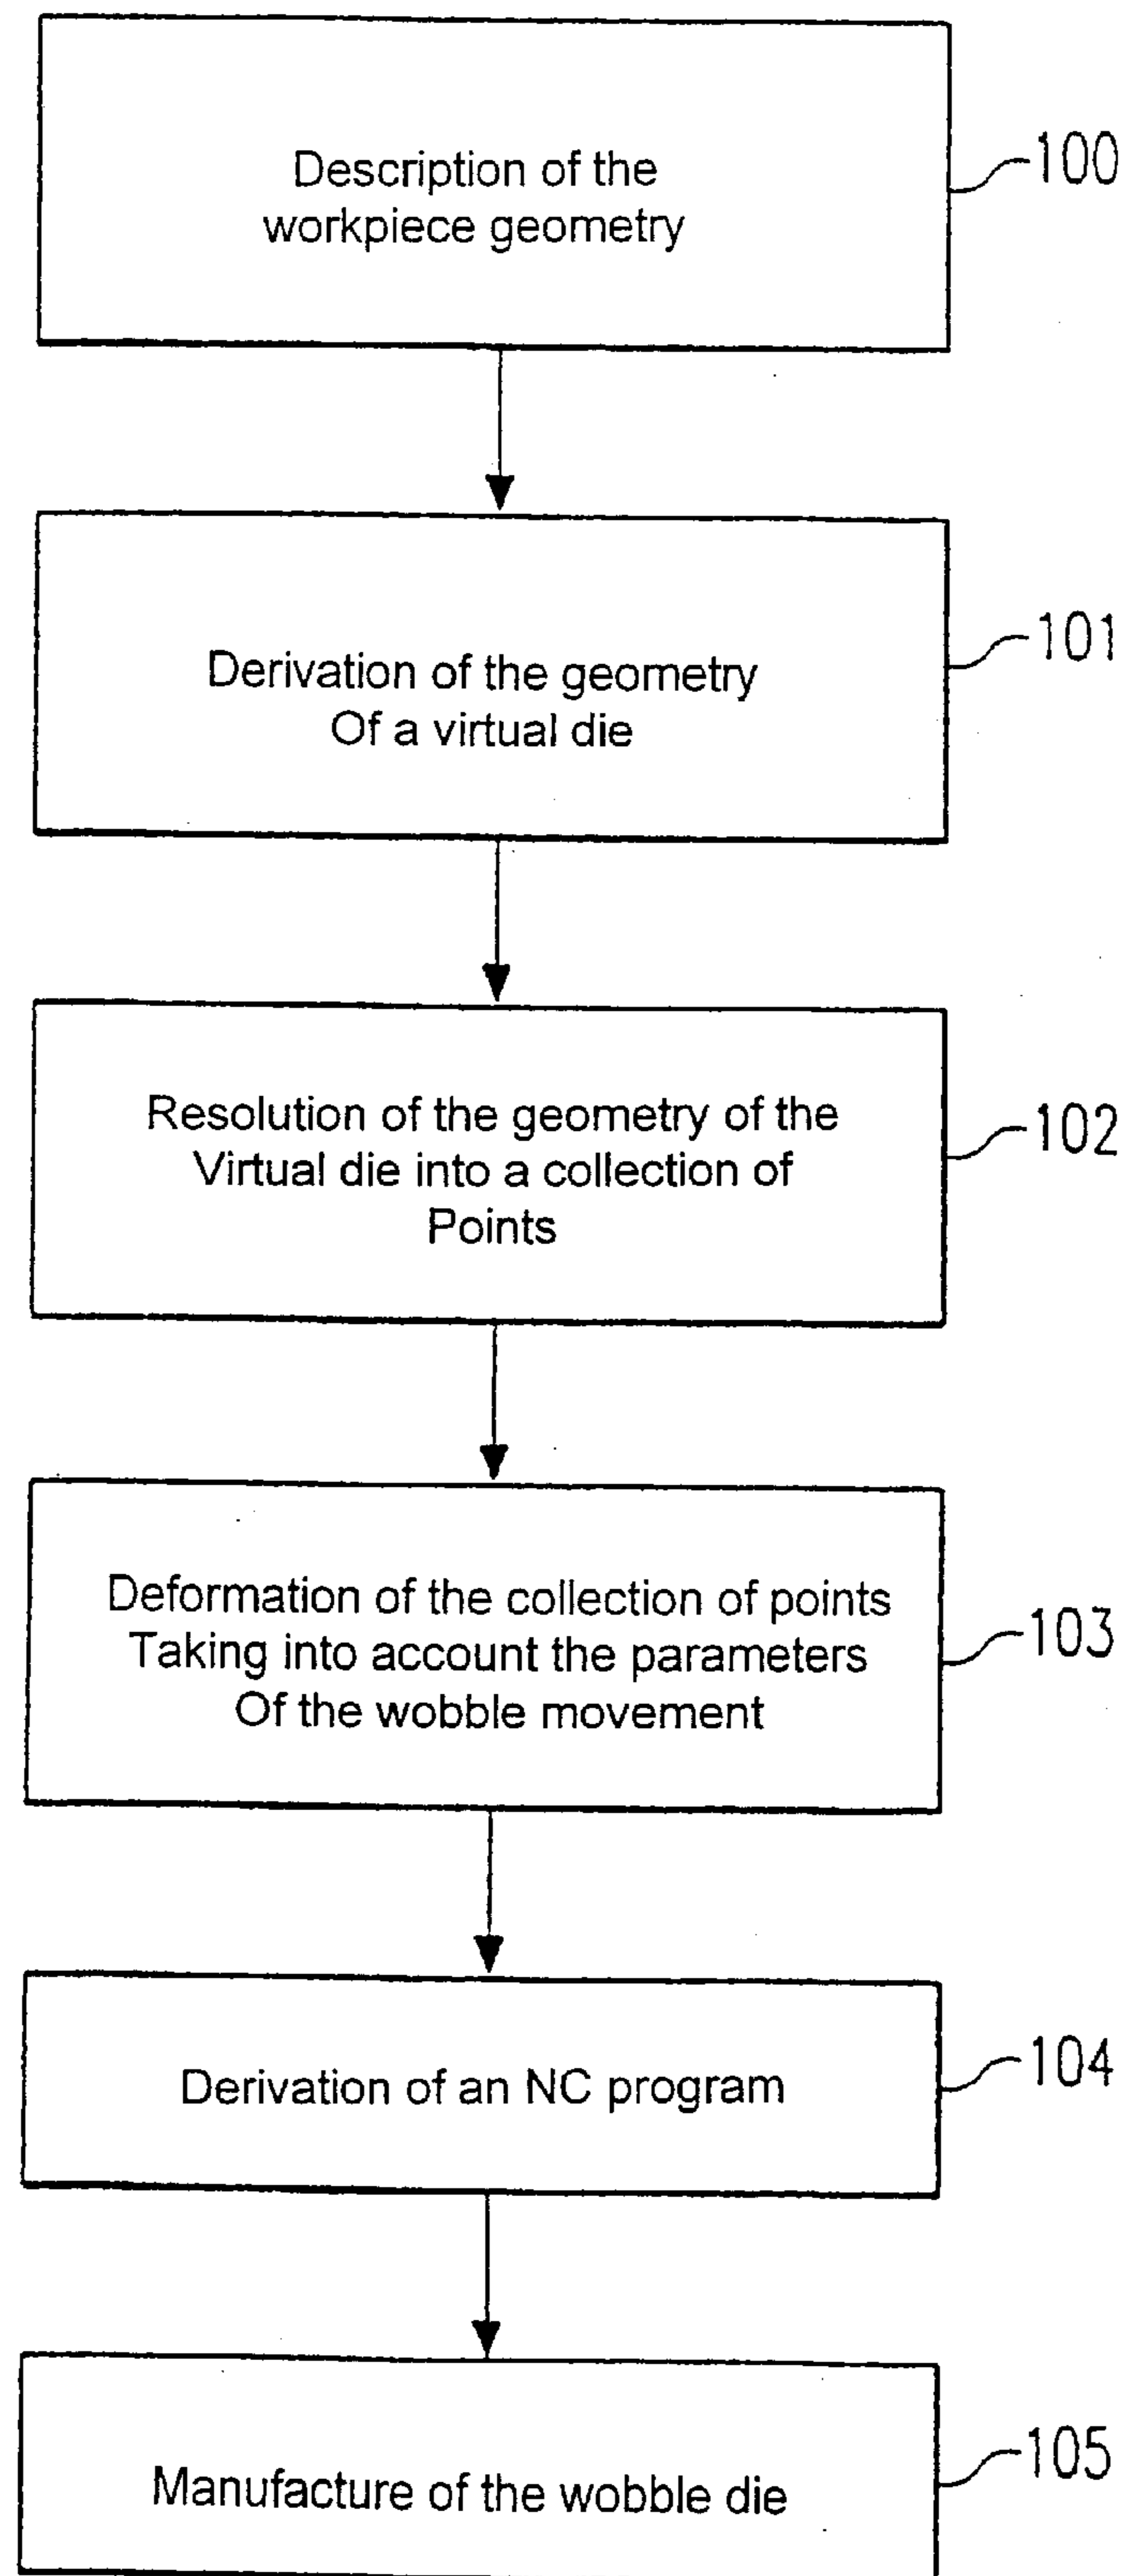 Description of the
workpiece geometry
100
Derivation of the geometry
Of a virtual die
101
Resolution of the geometry of the
Virtual die into a collection of
Points
102
Deformation of the collection of points
Taking into account the parameters
Of the wobble movement
103
Derivation of an NC program
104
Manufacture of the wobble die
105